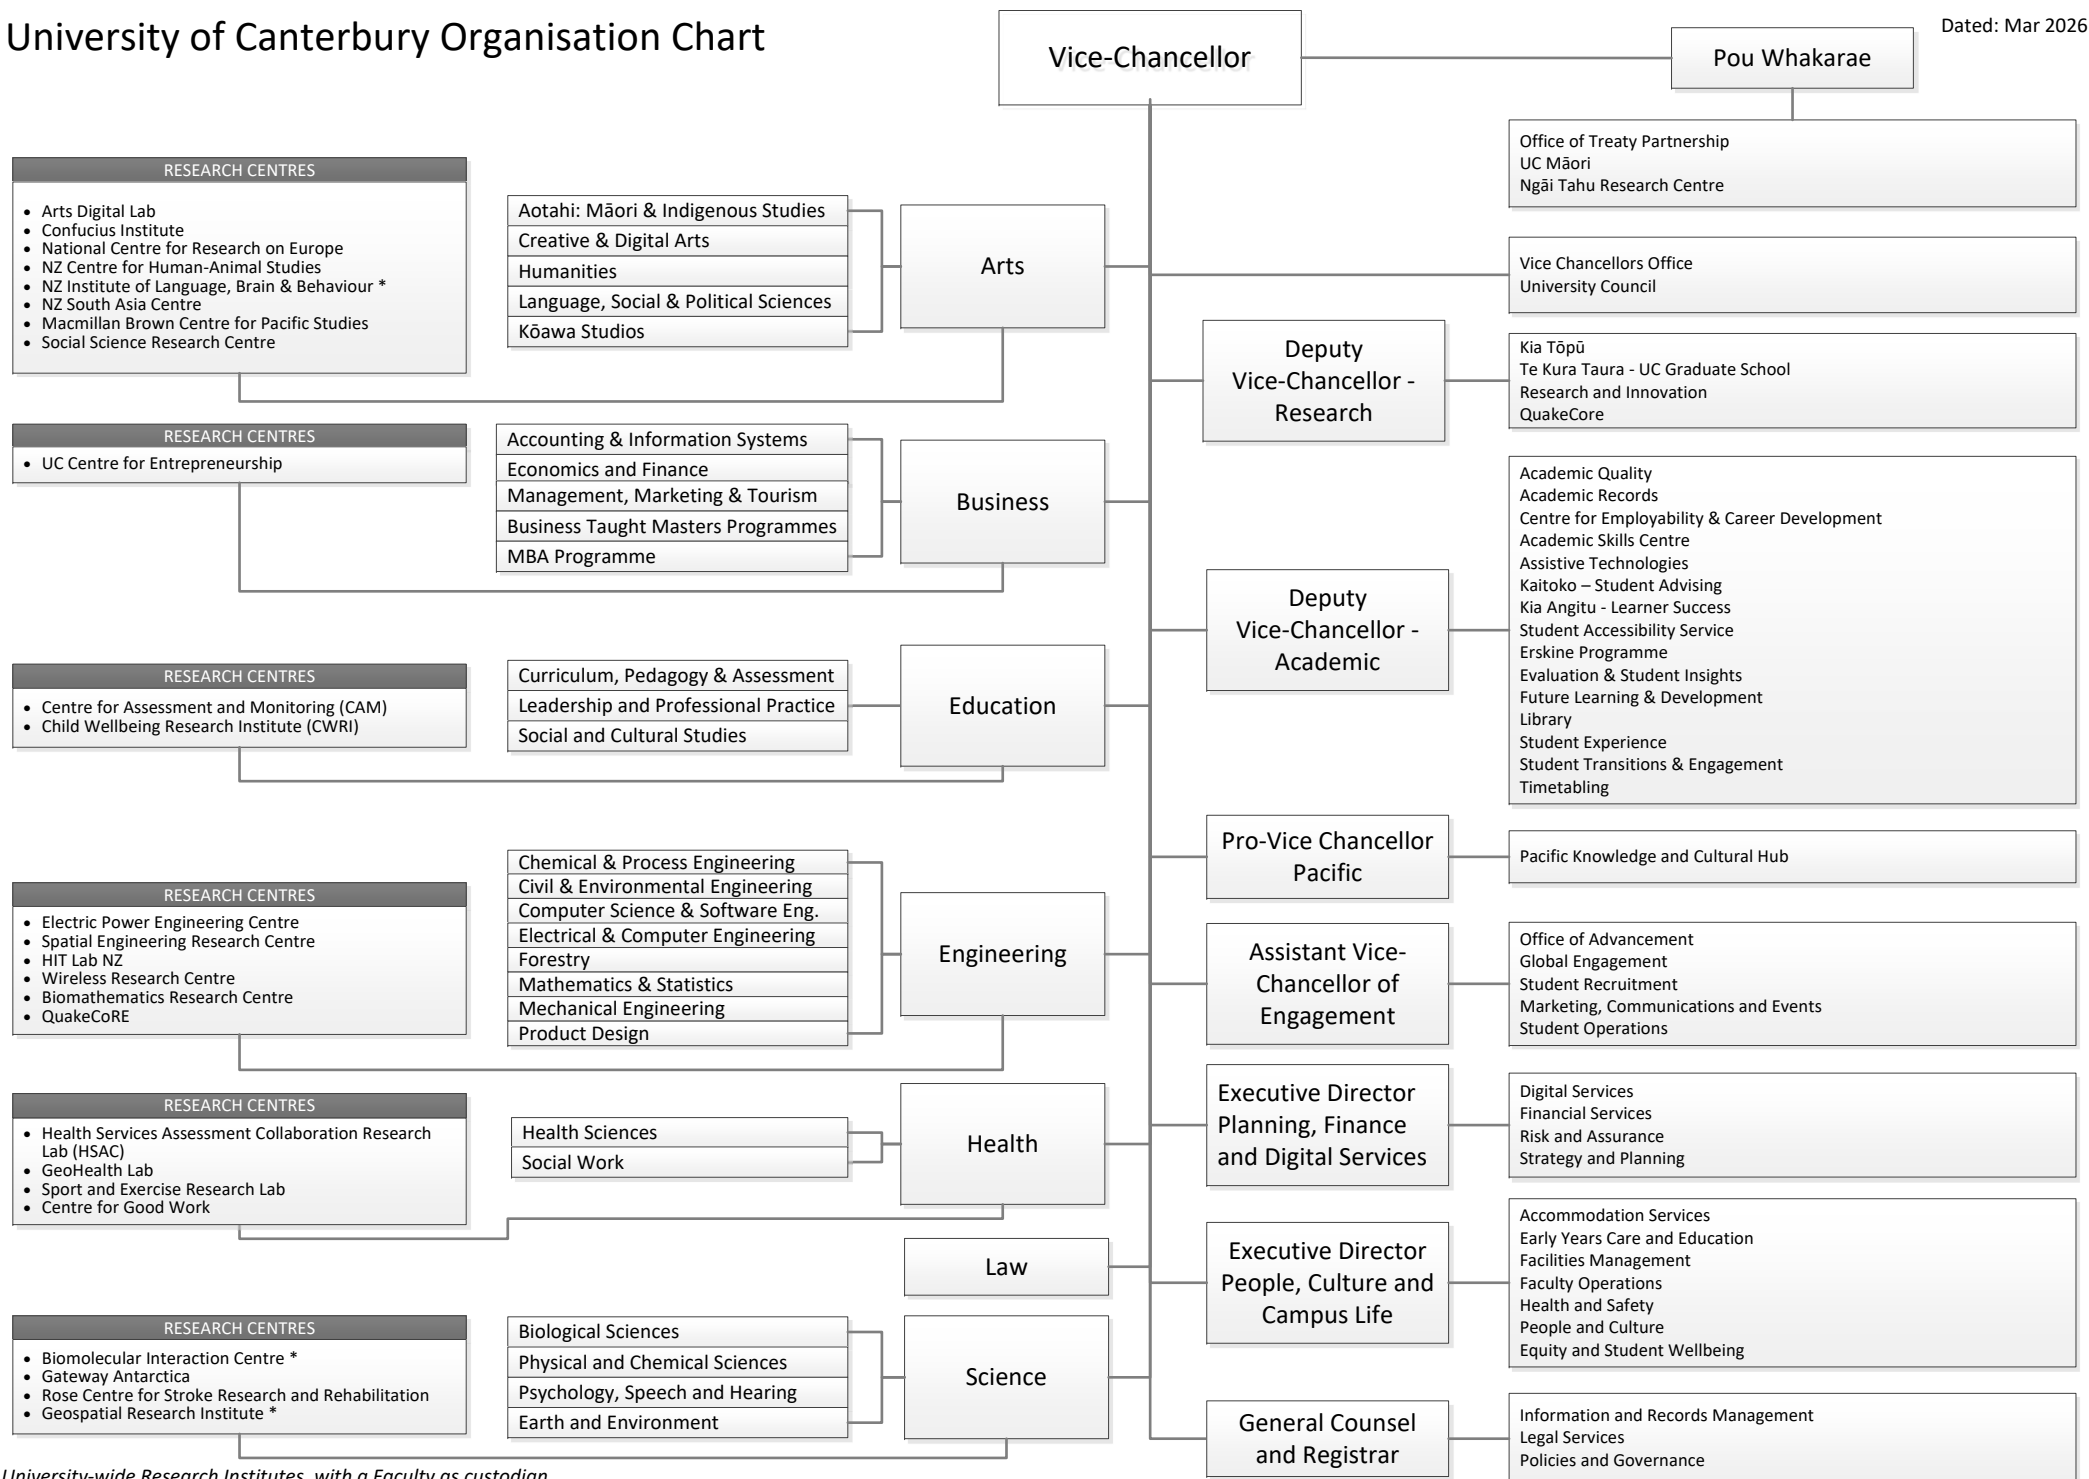 University of Canterbury Organisation Chart
Dated: Mar 2026
Vice-Chancellor
Pou Whakarae
Office of Treaty Partnership
UC Māori
Ngāi Tahu Research Centre
Vice Chancellors Office
University Council
RESEARCH CENTRES
• Arts Digital Lab
• Confucius Institute
• National Centre for Research on Europe
• NZ Centre for Human-Animal Studies
• NZ Institute of Language, Brain & Behaviour *
• NZ South Asia Centre
• Macmillan Brown Centre for Pacific Studies
• Social Science Research Centre
Aotahi: Māori & Indigenous Studies
Creative & Digital Arts
Humanities
Language, Social & Political Sciences
Kōawa Studios
Arts
RESEARCH CENTRES
• UC Centre for Entrepreneurship
Accounting & Information Systems
Economics and Finance
Management, Marketing & Tourism
Business Taught Masters Programmes
MBA Programme
Business
RESEARCH CENTRES
• Centre for Assessment and Monitoring (CAM)
• Child Wellbeing Research Institute (CWRI)
Curriculum, Pedagogy & Assessment
Leadership and Professional Practice
Social and Cultural Studies
Education
RESEARCH CENTRES
• Electric Power Engineering Centre
• Spatial Engineering Research Centre
• HIT Lab NZ
• Wireless Research Centre
• Biomathematics Research Centre
• QuakeCoRE
Chemical & Process Engineering
Civil & Environmental Engineering
Computer Science & Software Eng.
Electrical & Computer Engineering
Forestry
Mathematics & Statistics
Mechanical Engineering
Product Design
Engineering
RESEARCH CENTRES
• Health Services Assessment Collaboration Research
Lab (HSAC)
• GeoHealth Lab
• Sport and Exercise Research Lab
• Centre for Good Work
Health Sciences
Social Work
Health
Law
RESEARCH CENTRES
• Biomolecular Interaction Centre *
• Gateway Antarctica
• Rose Centre for Stroke Research and Rehabilitation
• Geospatial Research Institute *
Biological Sciences
Physical and Chemical Sciences
Psychology, Speech and Hearing
Earth and Environment
Science
Deputy
Vice-Chancellor -
Research
Kia Tōpū
Te Kura Taura - UC Graduate School
Research and Innovation
QuakeCore
Deputy
Vice-Chancellor -
Academic
Academic Quality
Academic Records
Centre for Employability & Career Development
Academic Skills Centre
Assistive Technologies
Kaitoko – Student Advising
Kia Angitu - Learner Success
Student Accessibility Service
Erskine Programme
Evaluation & Student Insights
Future Learning & Development
Library
Student Experience
Student Transitions & Engagement
Timetabling
Pro-Vice Chancellor
Pacific
Pacific Knowledge and Cultural Hub
Assistant Vice-
Chancellor of
Engagement
Office of Advancement
Global Engagement
Student Recruitment
Marketing, Communications and Events
Student Operations
Executive Director
Planning, Finance
and Digital Services
Digital Services
Financial Services
Risk and Assurance
Strategy and Planning
Executive Director
People, Culture and
Campus Life
Accommodation Services
Early Years Care and Education
Facilities Management
Faculty Operations
Health and Safety
People and Culture
Equity and Student Wellbeing
General Counsel
and Registrar
Information and Records Management
Legal Services
Policies and Governance
University-wide Research Institutes, with a Faculty as custodian